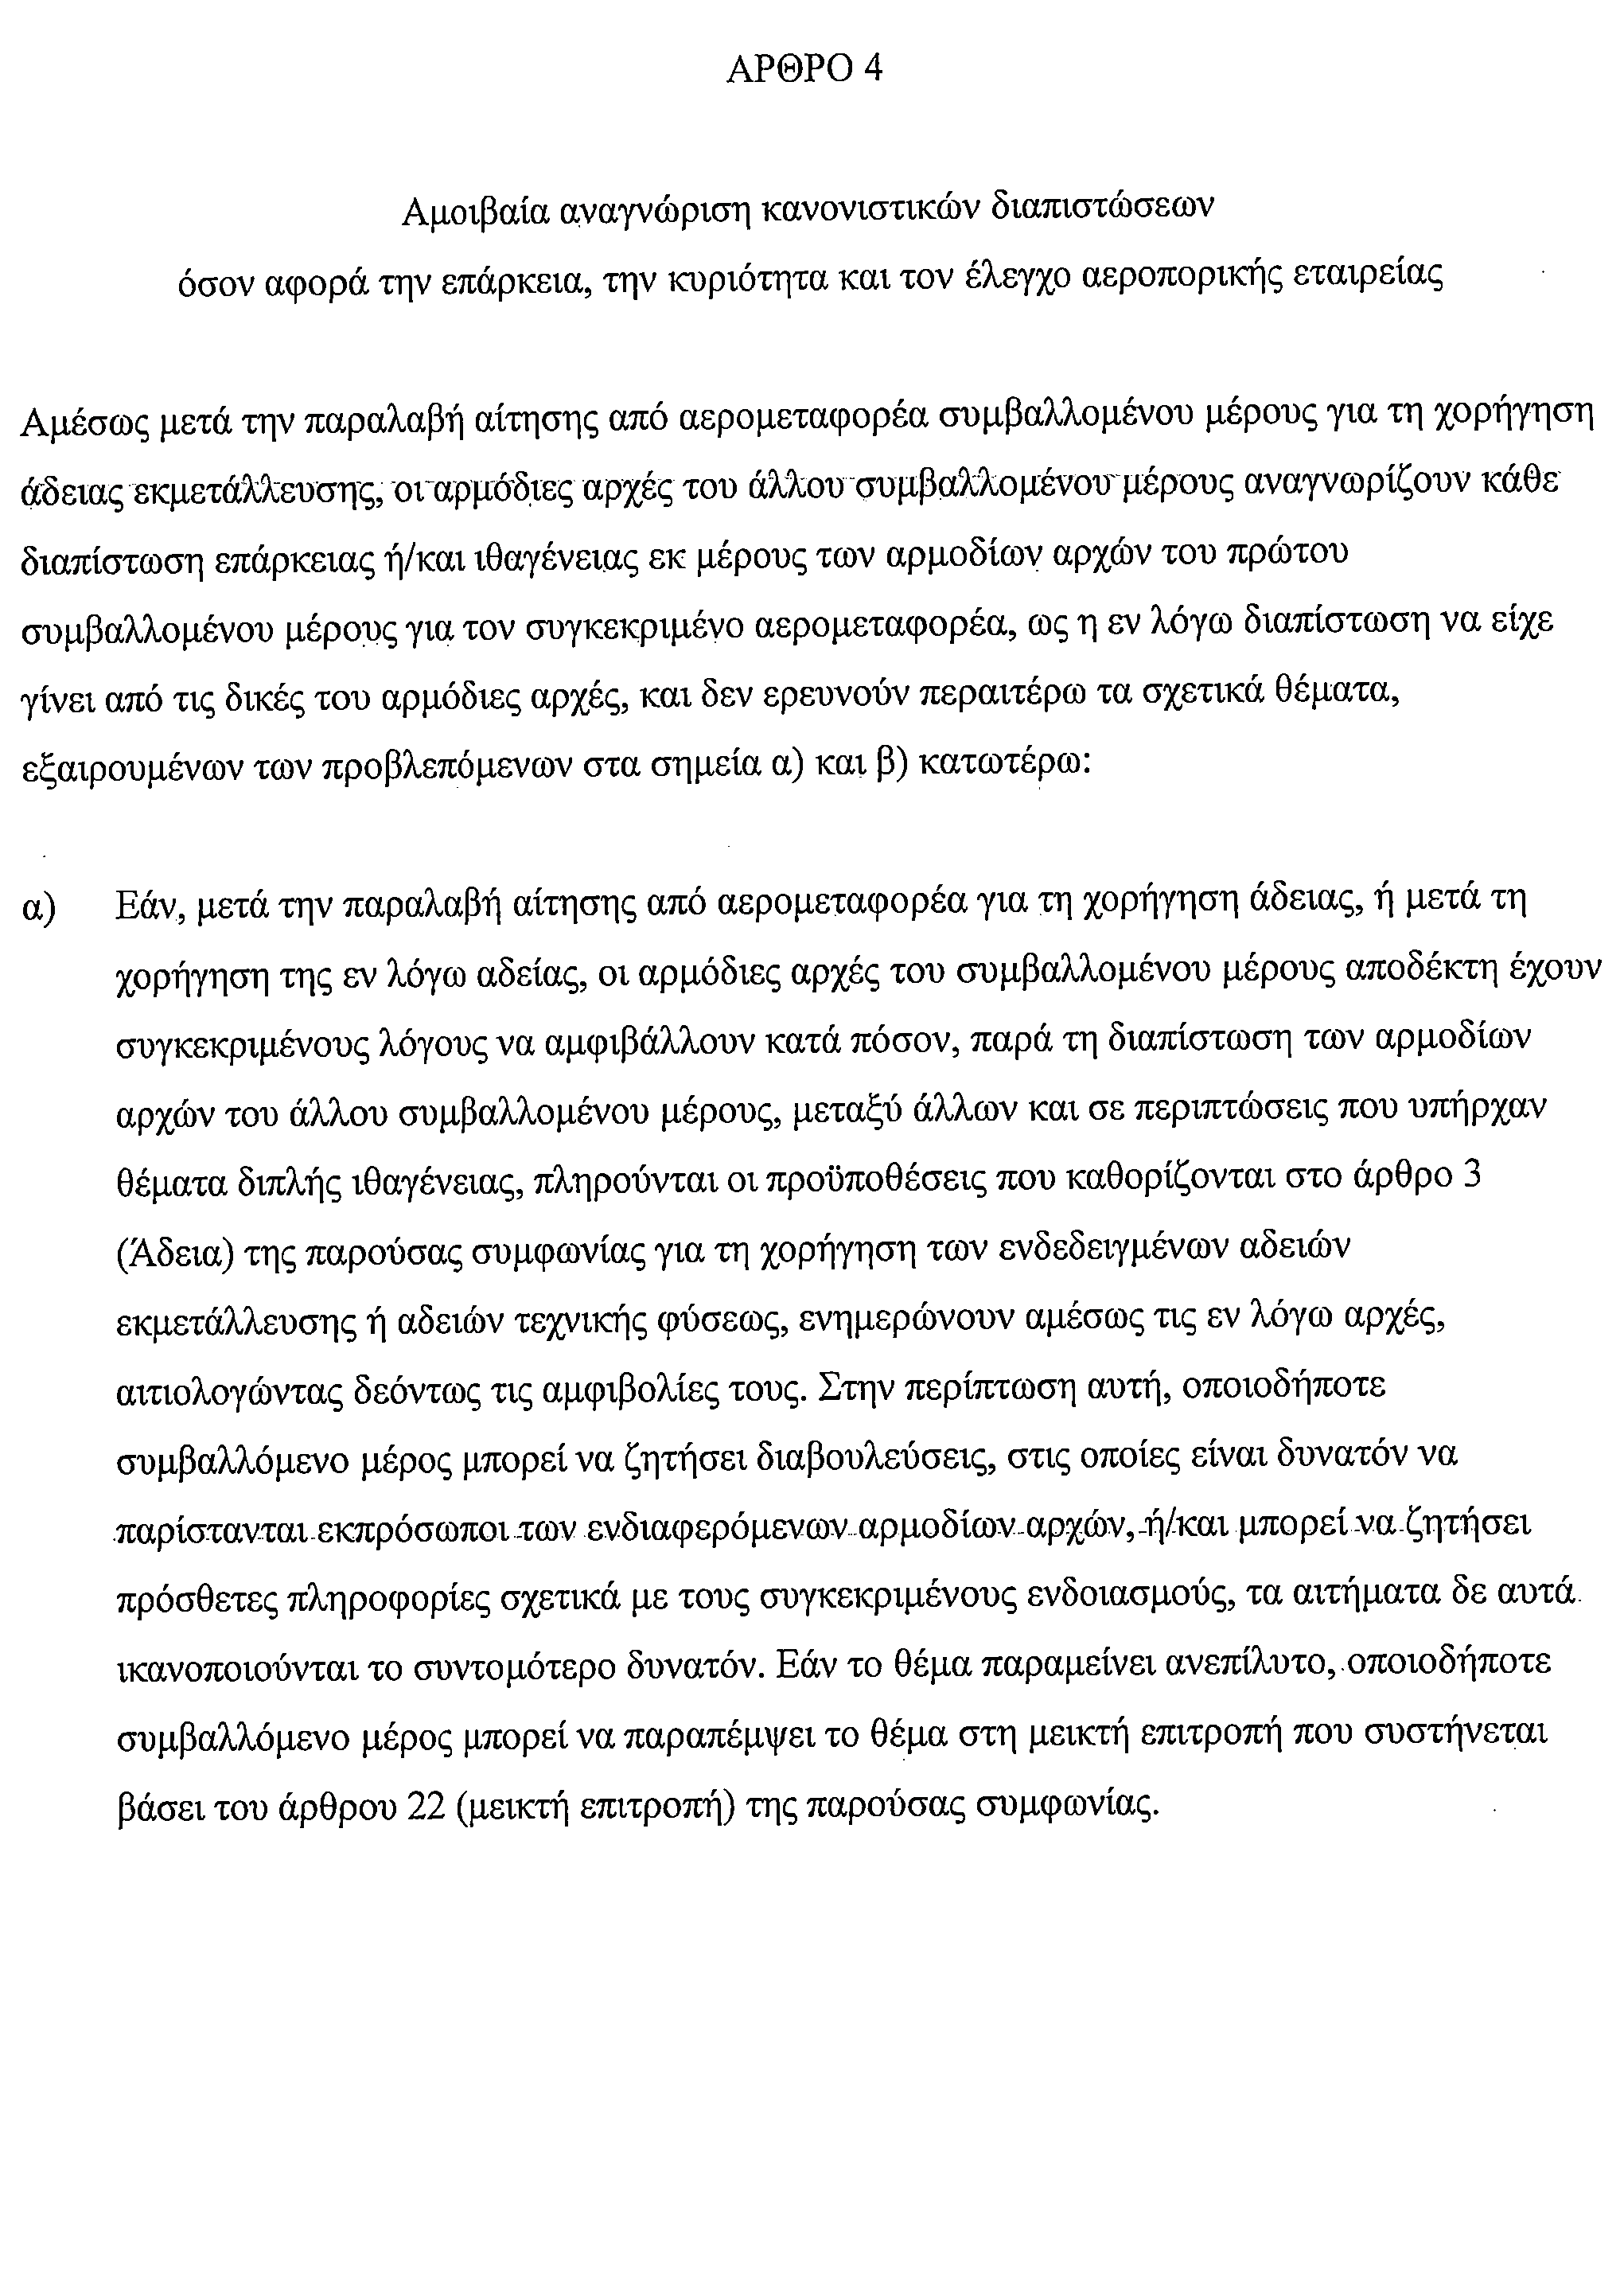 ΑΡΘΡΟ 4
Αμοιβαία αναγνώριση κανονιστικών διαπιστώσεων
όσον αφορά την επάρκεια, την κυριότητα και τον έλεγχο αεροπορικής εταιρείας
Αμέσως μετά την παραλαβή αίτησης από αερομεταφορέα συμβαλλομένου μέρους για τη χορήγηση
άδειας εκμετάλλευσης, οι αρμόδιες αρχές του άλλου συμβαλλομένου μέρους αναγνωρίζουν κάθε
διαπίστωση επάρκειας ή/και ιθαγένειας εκ μέρους των αρμοδίων αρχών του πρώτου
συμβαλλομένου μέρους για τον συγκεκριμένο αερομεταφορέα, ως η εν λόγω διαπίστωση να είχε
γίνει από τις δικές του αρμόδιες αρχές, και δεν ερευνούν περαιτέρω τα σχετικά θέματα,
εξαιρουμένων των προβλεπόμενων στα σημεία α) και β) κατωτέρω:
α) Εάν, μετά την παραλαβή αίτησης από αερομεταφορέα για τη χορήγηση άδειας, ή μετά τη
χορήγηση της εν λόγω αδείας, οι αρμόδιες αρχές του συμβαλλομένου μέρους αποδέκτη έχουν
συγκεκριμένους λόγους να αμφιβάλλουν κατά πόσον, παρά τη διαπίστωση των αρμοδίων
αρχών του άλλου συμβαλλομένου μέρους, μεταξύ άλλων και σε περιπτώσεις που υπήρχαν
θέματα διπλής ιθαγένειας, πληρούνται οι προϋποθέσεις που καθορίζονται στο άρθρο 3
(Άδεια) της παρούσας συμφωνίας για τη χορήγηση των ενδεδειγμένων αδειών
εκμετάλλευσης ή αδειών τεχνικής φύσεως, ενημερώνουν αμέσως τις εν λόγω αρχές,
αιτιολογώντας δεόντως τις αμφιβολίες τους. Στην περίπτωση αυτή, οποιοδήποτε
συμβαλλόμενο μέρος μπορεί να ζητήσει διαβουλεύσεις, στις οποίες είναι δυνατόν να
παρίστανται εκπρόσωποι των ενδιαφερόμενων αρμοδίων αρχών, ή/και μπορεί να ζητήσει
πρόσθετες πληροφορίες σχετικά με τους συγκεκριμένους ενδοιασμούς, τα αιτήματα δε αυτά
ικανοποιούνται το συντομότερο δυνατόν. Εάν το θέμα παραμείνει ανεπίλυτο, οποιοδήποτε
συμβαλλόμενο μέρος μπορεί να παραπέμψει το θέμα στη μεικτή επιτροπή που συστήνεται
βάσει του άρθρου 22 (μεικτή επιτροπή) της παρούσας συμφωνίας.